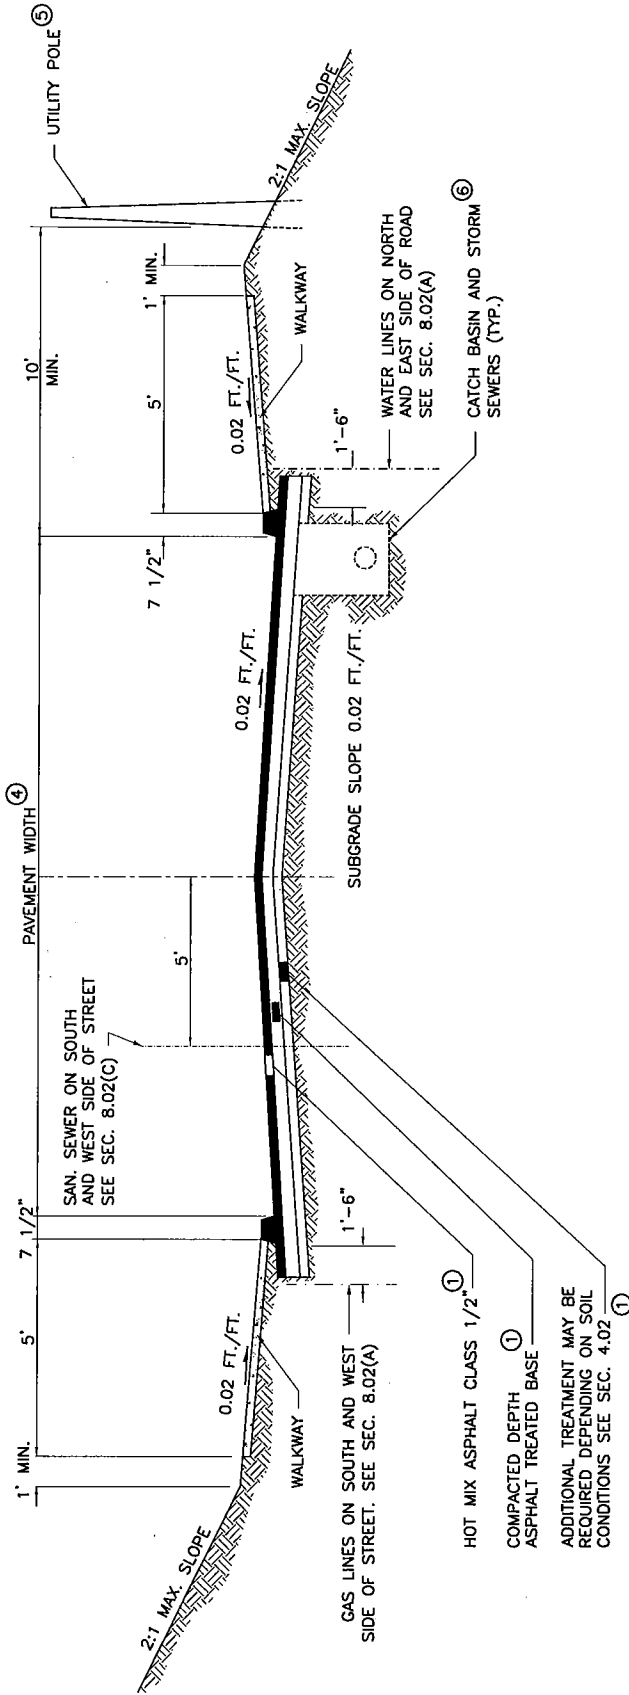 UTILITY POLE 5
10'
MIN.
1' MIN.
5'
7 1/2"
0.02 FT./FT.
2:1 MAX. SLOPE
WALKWAY
WATER LINES ON NORTH
AND EAST SIDE OF ROAD
SEE SEC. 8.02(A)
1'-6"
CATCH BASIN AND STORM 6
SEWERS (TYP.)
PAVEMENT WIDTH 4
0.02 FT./FT.
SUBGRADE SLOPE 0.02 FT./FT.
5'
SAN. SEWER ON SOUTH
AND WEST SIDE OF STREET
SEE SEC. 8.02(C)
7 1/2"
5'
1' MIN.
0.02 FT./FT.
2:1 MAX. SLOPE
WALKWAY
1'-6"
GAS LINES ON SOUTH AND WEST
SIDE OF STREET. SEE SEC. 8.02(A)
HOT MIX ASPHALT CLASS 1/2" 1
COMPACTED DEPTH 1
ASPHALT TREATED BASE
ADDITIONAL TREATMENT MAY BE
REQUIRED DEPENDING ON SOIL
CONDITIONS SEE SEC. 4.02 1